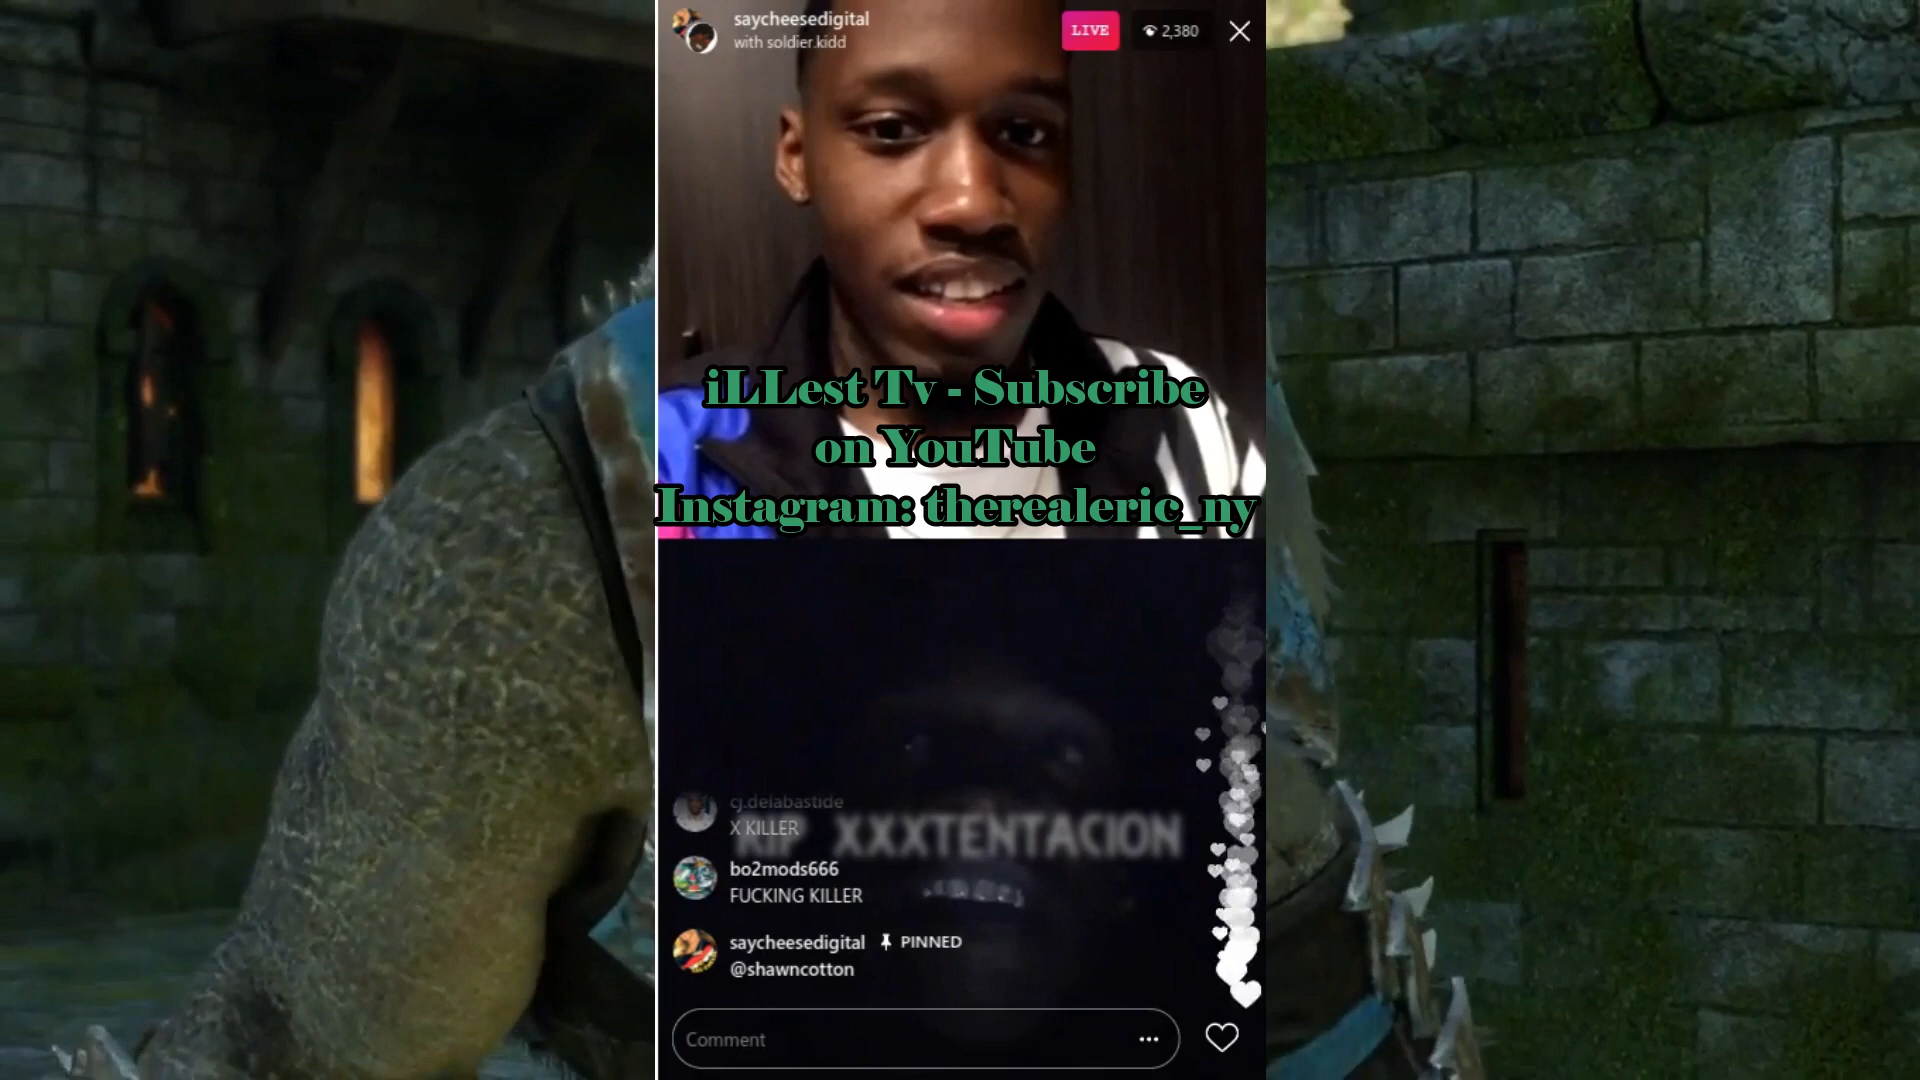 saycheesedigital
with soldier.kidd
LIVE
2,380
iLLest Tv - Subscribe
on YouTube
Instagram: therealeric_ny
cj.delabastide
X KILLER
RIP XXXTENTACION
bo2mods666
FUCKING KILLER
saycheesedigital PINNED
@shawncotton
Comment